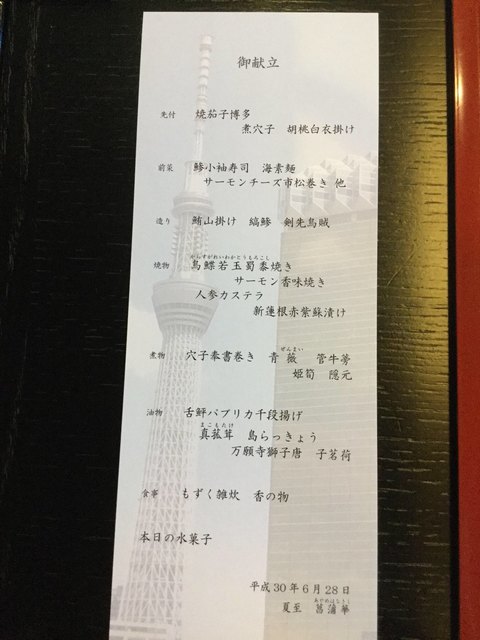 御献立
先付 焼茄子博多
煮穴子 胡桃白衣掛け
前菜 鯵小袖寿司 海素麺
サーモンチーズ市松巻き 他
造り 鮪山掛け 縞鯵 剣先烏賊
からすがれいわかとうもろこし
烏鰈若玉蜀黍焼き
焼物
サーモン香味焼き
人参カステラ
新蓮根赤紫蘇漬け
ぜんまい
煮物 穴子奉書巻き 青薇 管牛蒡
姫筍 隠元
油物 舌鮃パプリカ千段揚げ
まこもたけ
真菰茸 島らっきょう
万願寺獅子唐 子茗荷
食事 もずく雑炊 香の物
本日の水菓子
平成30年6月28日
あやめはなさく
夏至 菖蒲華